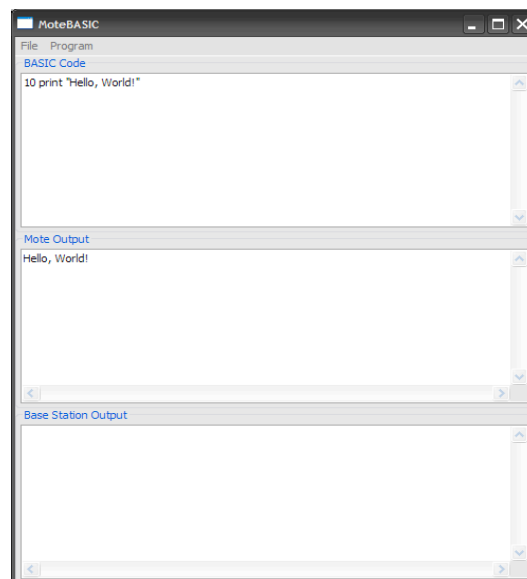 MoteBASIC
File Program
BASIC Code
10 print "Hello, World!"
Mote Output
Hello, World!
Base Station Output